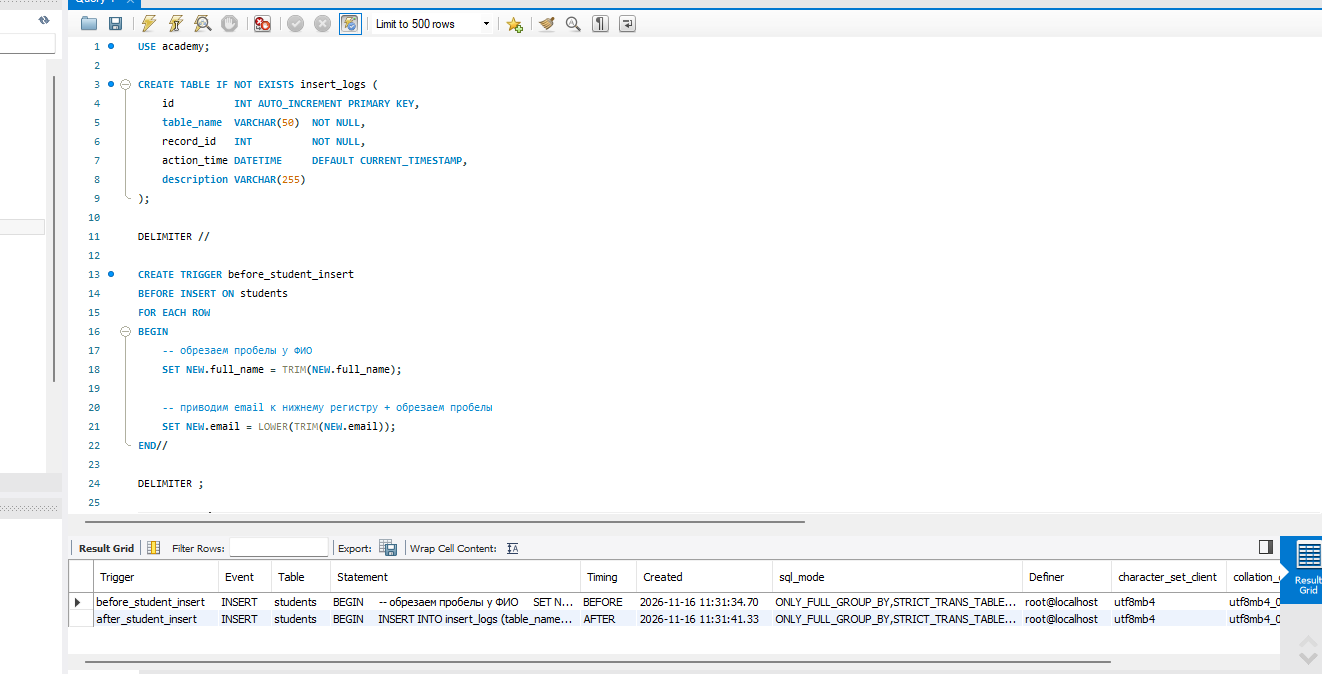 Query 1
Limit to 500 rows
1 USE academy;
2
3 CREATE TABLE IF NOT EXISTS insert_logs (
4 id INT AUTO_INCREMENT PRIMARY KEY,
5 table_name VARCHAR(50) NOT NULL,
6 record_id INT NOT NULL,
7 action_time DATETIME DEFAULT CURRENT_TIMESTAMP,
8 description VARCHAR(255)
9 );
10
11 DELIMITER //
12
13 CREATE TRIGGER before_student_insert
14 BEFORE INSERT ON students
15 FOR EACH ROW
16 BEGIN
17 -- обрезаем пробелы у ФИО
18 SET NEW.full_name = TRIM(NEW.full_name);
19
20 -- приводим email к нижнему регистру + обрезаем пробелы
21 SET NEW.email = LOWER(TRIM(NEW.email));
22 END//
23
24 DELIMITER ;
25
Result Grid Filter Rows: Export: Wrap Cell Content:
Trigger Event Table Statement Timing Created sql_mode Definer character_set_client collation_
before_student_insert INSERT students BEGIN -- обрезаем пробелы у ФИО SET N... BEFORE 2026-11-16 11:31:34.70 ONLY_FULL_GROUP_BY,STRICT_TRANS_TABLE... root@localhost utf8mb4 utf8mb4_0
after_student_insert INSERT students BEGIN INSERT INTO insert_logs (table_name... AFTER 2026-11-16 11:31:41.33 ONLY_FULL_GROUP_BY,STRICT_TRANS_TABLE... root@localhost utf8mb4 utf8mb4_0
Result
Grid